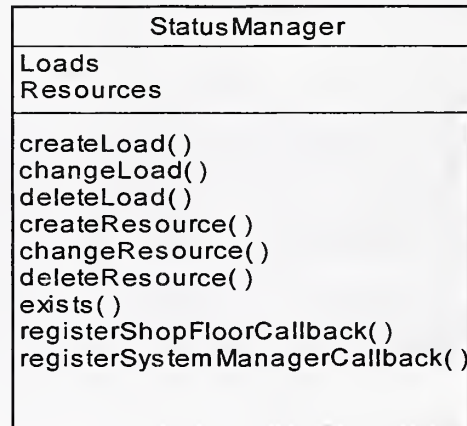 StatusManager
Loads
Resources
createLoad()
changeLoad()
deleteLoad()
createResource()
changeResource()
deleteResource()
exists()
registerShopFloorCallback()
registerSystemManagerCallback()